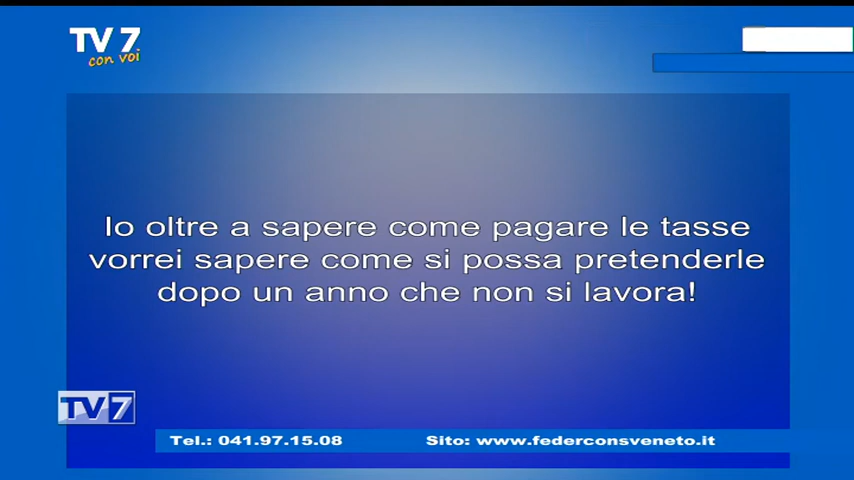 TV 7
con voi
Io oltre a sapere come pagare le tasse
vorrei sapere come si possa pretenderle
dopo un anno che non si lavora!
TV7
Tel.: 041.97.15.08 Sito: www.federconsveneto.it